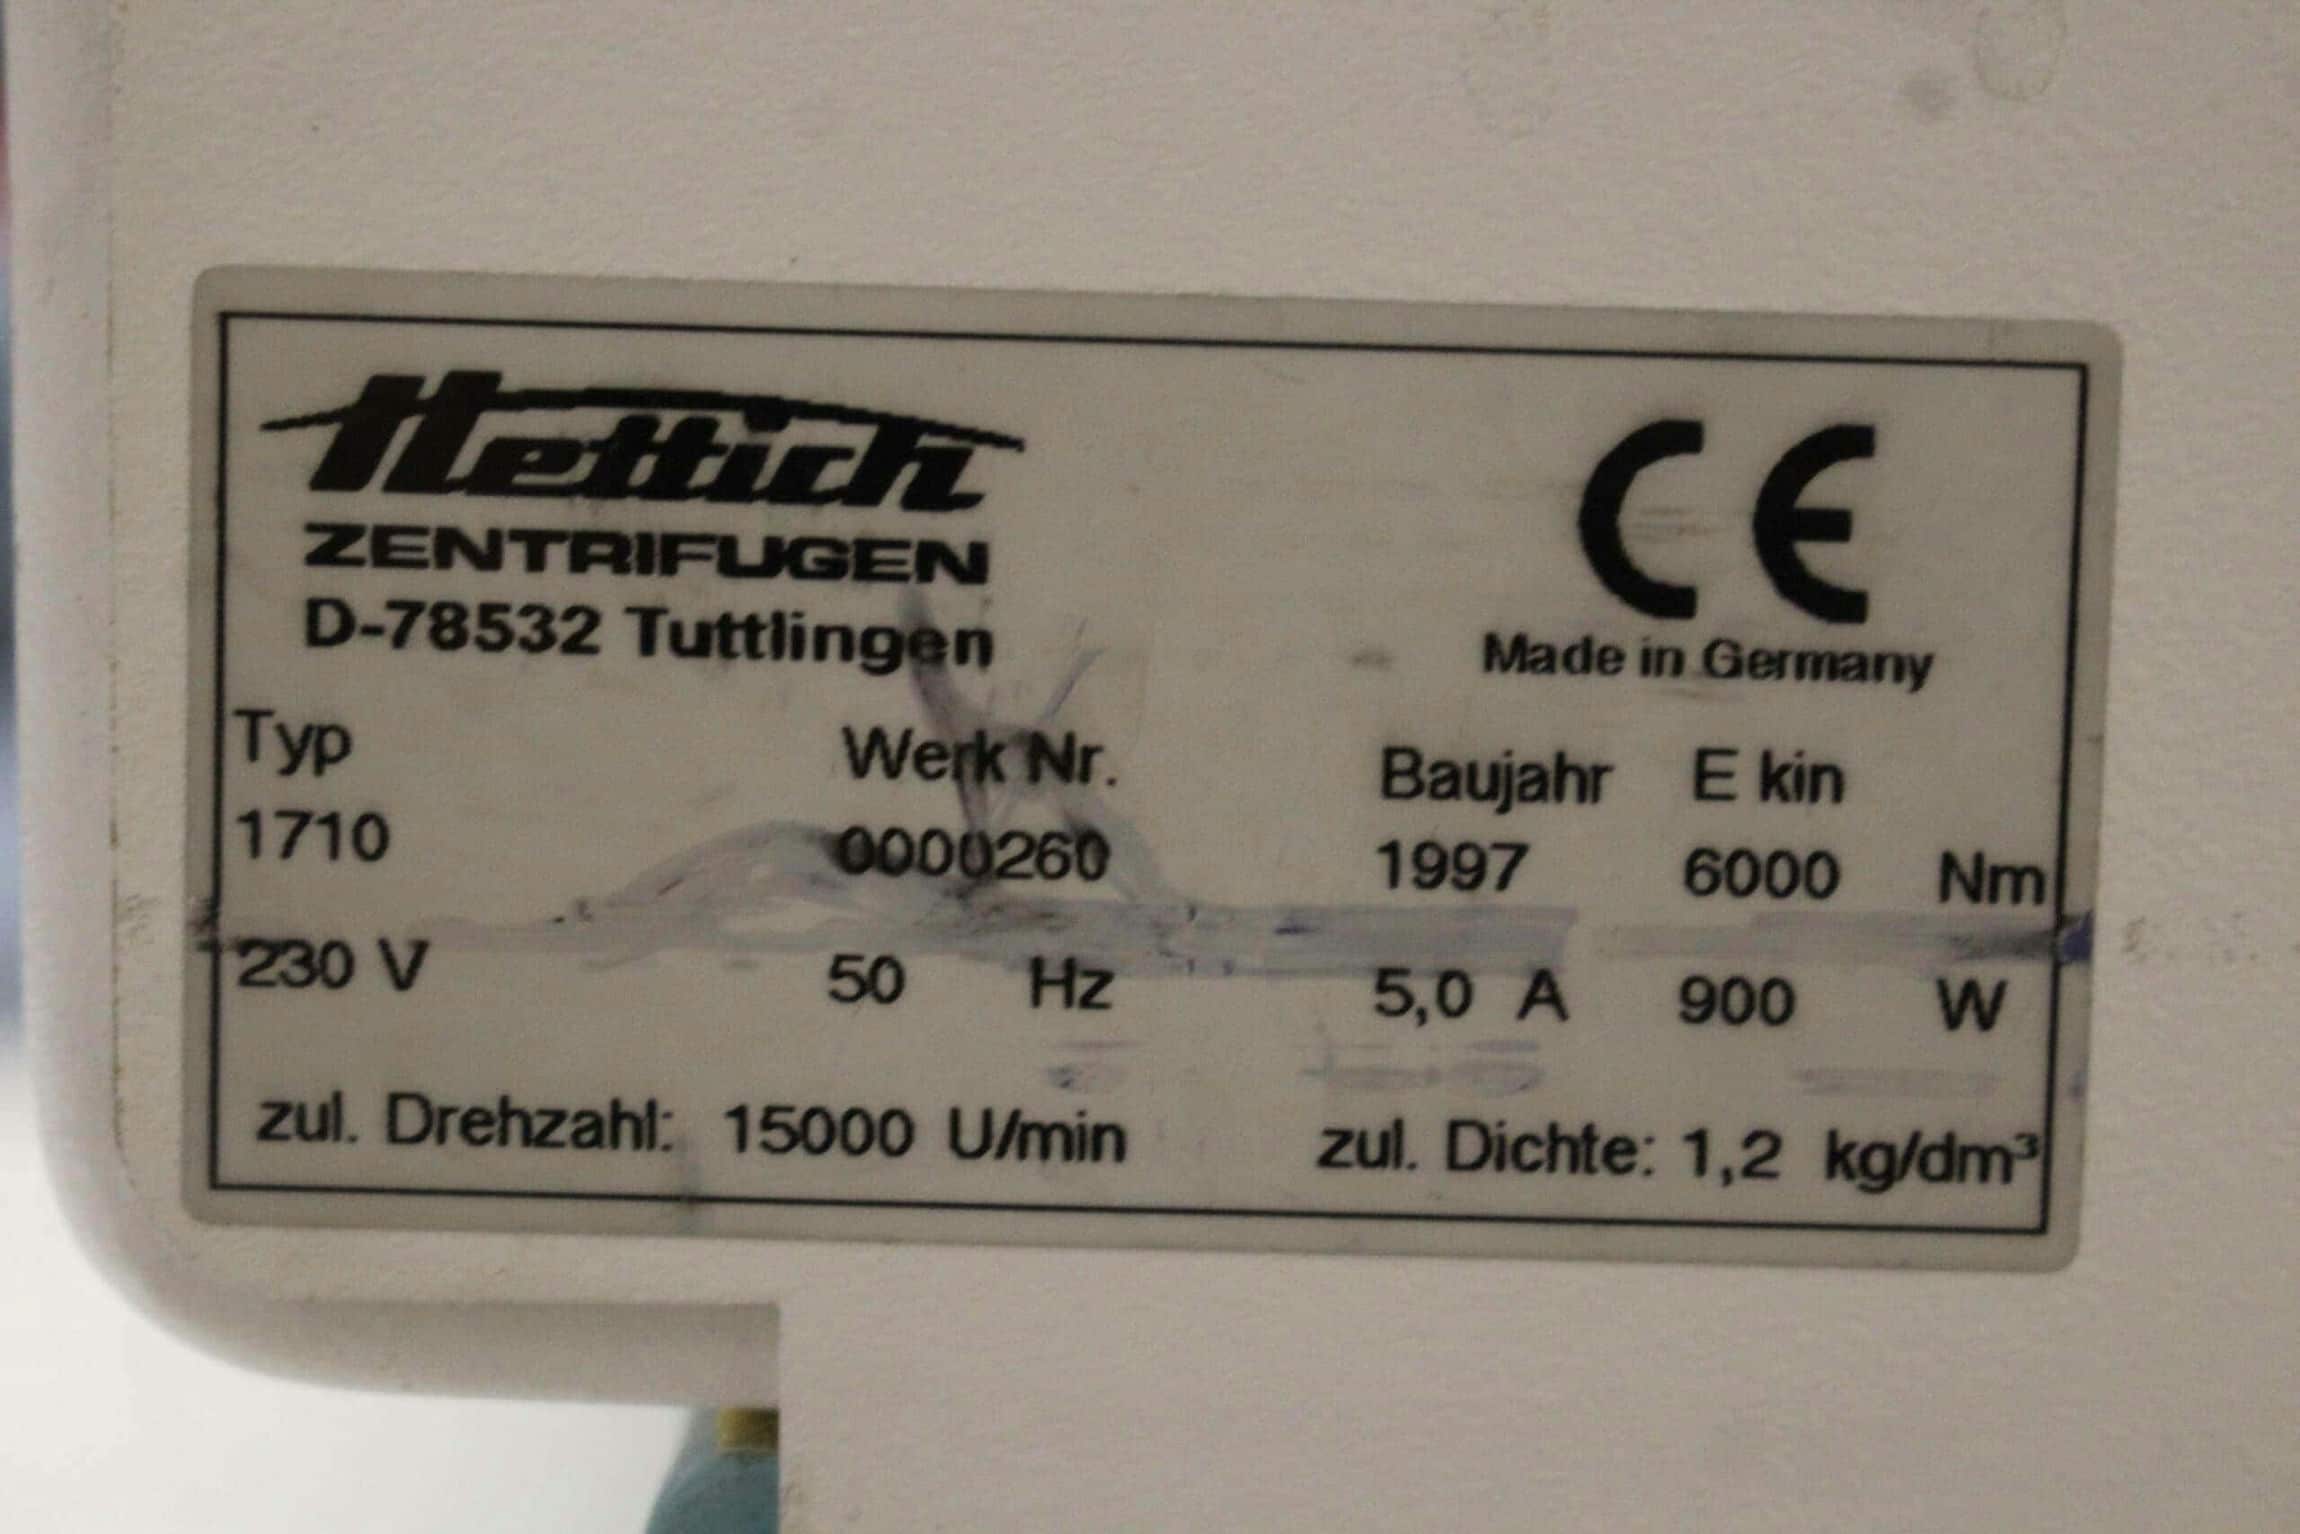 Hettich
ZENTRIFUGEN
D-78532 Tuttlingen
CE
Made in Germany
Typ Werk Nr. Baujahr E kin
1710 0000260 1997 6000 Nm
230 V 50 Hz 5,0 A 900 W
zul. Drehzahl: 15000 U/min zul. Dichte: 1,2 kg/dm³